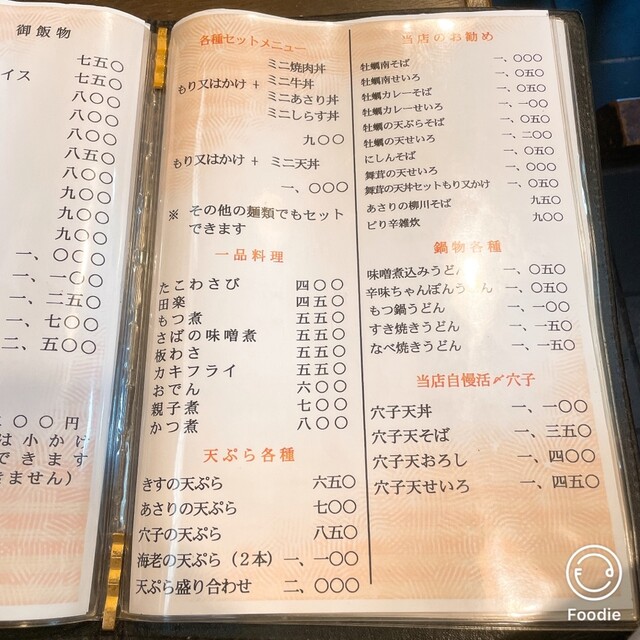 御飯物
七五〇
イス 七五〇
八〇〇
八〇〇
八〇〇
八五〇
八〇〇
九〇〇
九〇〇
九〇〇
一、〇〇〇
一、一〇〇
一、二五〇
一、七〇〇
二、五〇〇
〇〇円
は小かけ
できます
きません）
各種セットメニュー
ミニ焼肉丼
もり又はかけ + ミニ牛丼
ミニあさり丼
ミニしらす丼
九〇〇
もり又はかけ + ミニ天丼
一、〇〇〇
※ その他の麺類でもセット
できます
一品料理
たこわさび 四〇〇
田楽 四五〇
もつ煮 五五〇
さばの味噌煮 五五〇
板わさ 五五〇
カキフライ 五五〇
おでん 六〇〇
親子煮 七〇〇
かつ煮 八〇〇
天ぷら各種
きすの天ぷら 六五〇
あさりの天ぷら 七〇〇
穴子の天ぷら 八五〇
海老の天ぷら（２本） 一、一〇〇
天ぷら盛り合わせ 二、〇〇〇
当店のお勧め
牡蠣南そば 一、〇〇〇
牡蠣南せいろ 一、〇五〇
牡蠣カレーそば 一、〇五〇
牡蠣カレーせいろ 一、一〇〇
牡蠣の天ぷらそば 一、〇五〇
牡蠣の天せいろ 一、二〇〇
にしんそば 一、〇五〇
舞茸の天せいろ 一、〇〇〇
舞茸の天丼セットもり又かけ 一、〇五〇
あさりの柳川そば 九五〇
ピリ辛雑炊 九〇〇
鍋物各種
味噌煮込みうどん 一、〇五〇
辛味ちゃんぽんうどん 一、〇五〇
もつ鍋うどん 一、一〇〇
すき焼きうどん 一、一五〇
なべ焼きうどん 一、一五〇
当店自慢活〆穴子
穴子天丼 一、一〇〇
穴子天そば 一、三五〇
穴子天おろし 一、四〇〇
穴子天せいろ 一、四五〇
Foodie